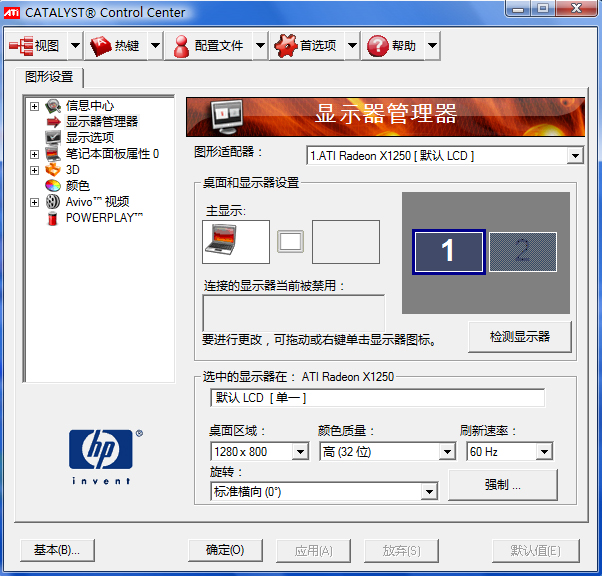 ATI CATALYST® Control Center
视图 热键 配置文件 首选项 帮助
图形设置
信息中心
显示器管理器
显示选项
笔记本面板属性 0
3D
颜色
Avivo™ 视频
POWERPLAY™
hp®
invent
显示器管理器
图形适配器：
1.ATI Radeon X1250 [ 默认 LCD ]
桌面和显示器设置
主显示:
1 2
连接的显示器当前被禁用：
要进行更改，可拖动或右键单击显示器图标。
检测显示器
选中的显示器在： ATI Radeon X1250
默认 LCD [ 单一 ]
桌面区域： 颜色质量： 刷新速率：
1280 x 800 高 (32 位) 60 Hz
旋转：
标准横向 (0°)
强制 ...
基本(B)... 确定(O) 应用(A) 放弃(S) 默认值(E)